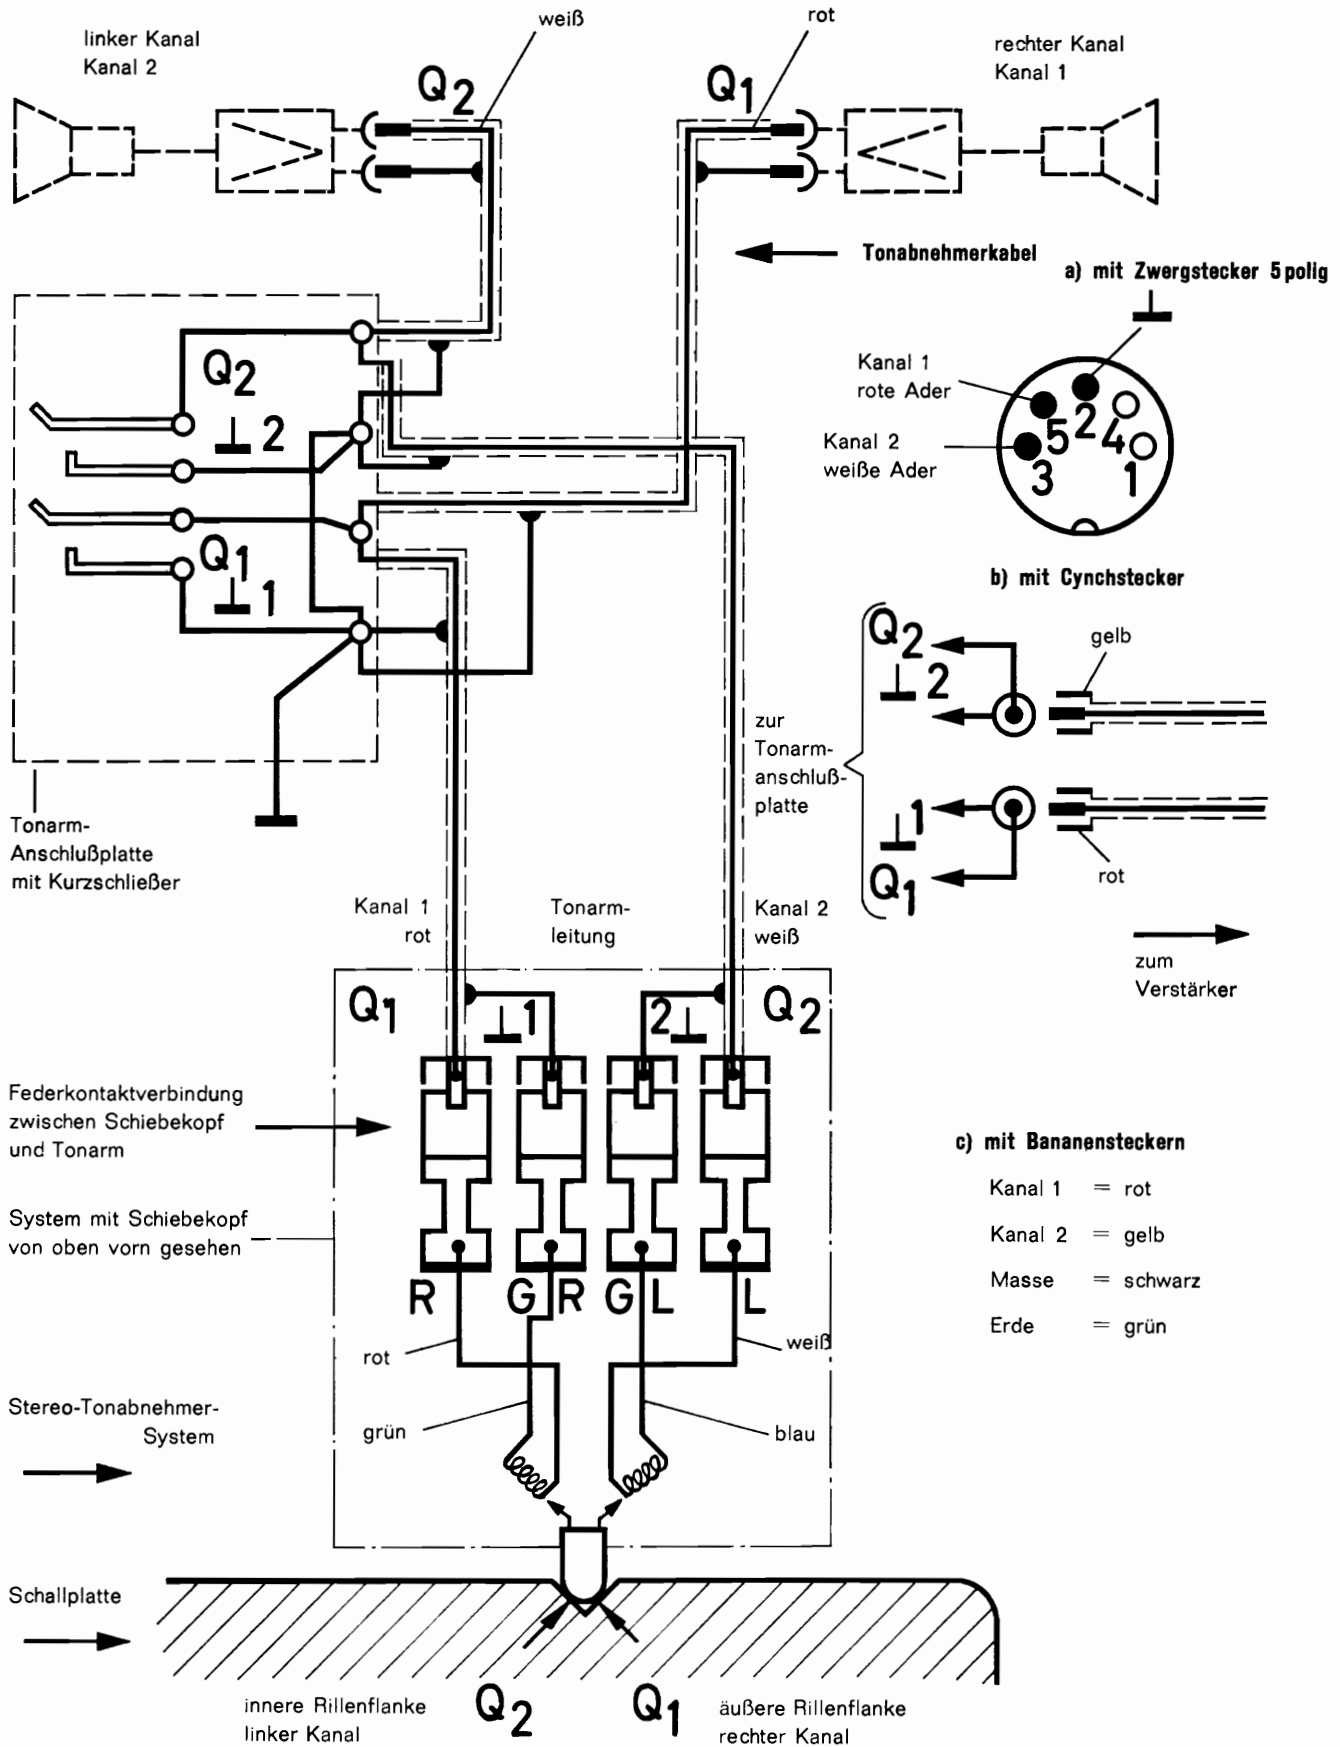 weiß
rot
linker Kanal
Kanal 2
Q2
Q1
rechter Kanal
Kanal 1
Tonabnehmerkabel
a) mit Zwergstecker 5polig
Kanal 1
rote Ader
Kanal 2
weiße Ader
5 2 4
3 1
Q2
2
Q1
1
b) mit Cynchstecker
Q2
2
gelb
1
Q1
rot
zur
Tonarm-
anschluß-
platte
zum
Verstärker
Tonarm-
Anschlußplatte
mit Kurzschließer
Kanal 1
rot
Tonarm-
leitung
Kanal 2
weiß
Q1
1
2
Q2
Federkontaktverbindung
zwischen Schiebekopf
und Tonarm
System mit Schiebekopf
von oben vorn gesehen
R GR GL L
rot
weiß
grün
blau
c) mit Bananensteckern
Kanal 1 = rot
Kanal 2 = gelb
Masse = schwarz
Erde = grün
Stereo-Tonabnehmer-
System
Schallplatte
innere Rillenflanke
linker Kanal
Q2
Q1
äußere Rillenflanke
rechter Kanal